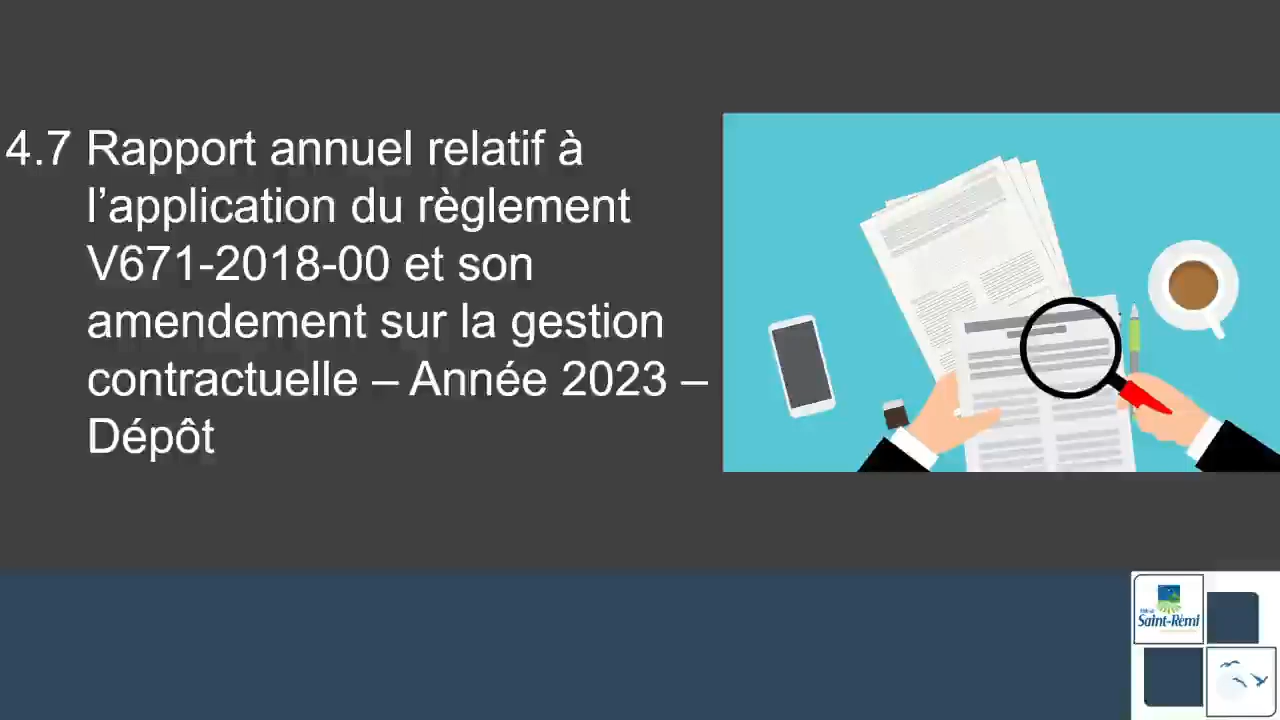 4.7 Rapport annuel relatif à
l’application du règlement
V671-2018-00 et son
amendement sur la gestion
contractuelle – Année 2023 –
Dépôt
Saint-Rémi